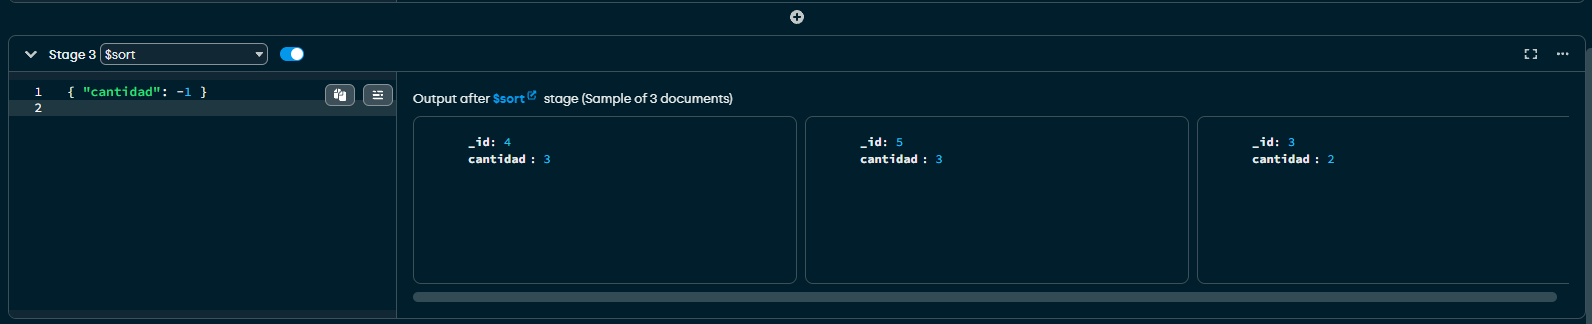 Stage 3 $sort
1 { "cantidad": -1 }
2
Output after $sort stage (Sample of 3 documents)
_id: 4
cantidad : 3
_id: 5
cantidad : 3
_id: 3
cantidad : 2